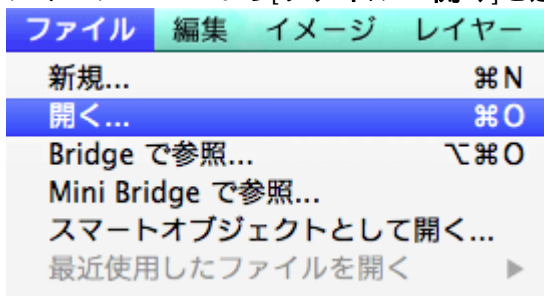 ファイル 編集 イメージ レイヤー
新規... ⌘N
開く... ⌘O
Bridge で参照... ⌥⌘O
Mini Bridge で参照...
スマートオブジェクトとして開く...
最近使用したファイルを開く ▶